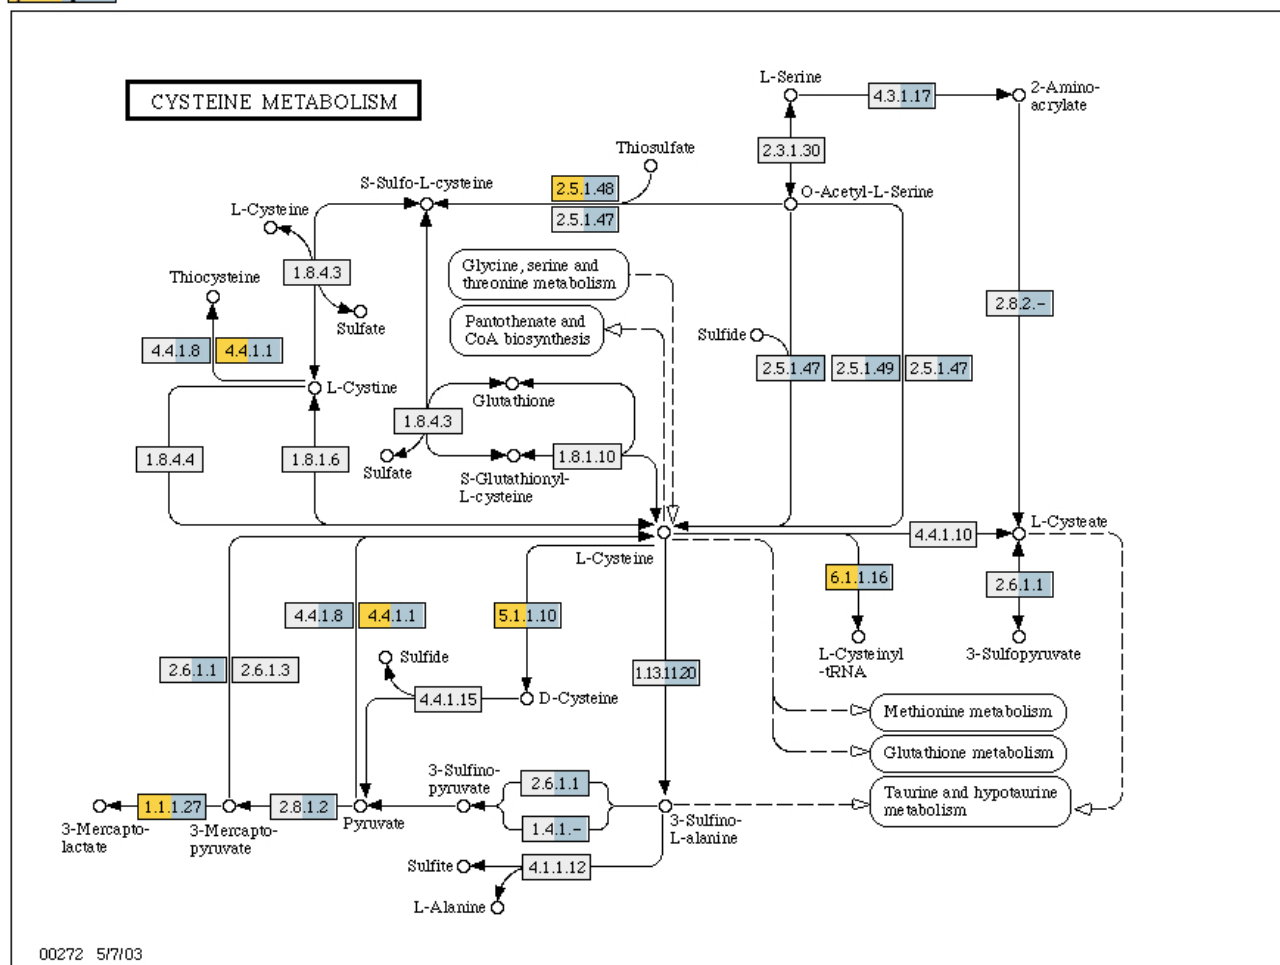 CYSTEINE METABOLISM
L-Serine
4.3.1.17
2-Amino-
acrylate
2.3.1.30
Thiosulfate
S-Sulfo-L-cysteine
2.5.1.48
O-Acetyl-L-Serine
L-Cysteine
2.5.1.47
1.8.4.3
Glycine, serine and
threonine metabolism
Thiocysteine
2.8.2.-
Sulfate
Pantothenate and
CoA biosynthesis
Sulfide
4.4.1.8
4.4.1.1
2.5.1.47
2.5.1.49
2.5.1.47
L-Cystine
Glutathione
1.8.4.3
1.8.4.4
1.8.1.6
Sulfate
1.8.1.10
S-Glutathionyl-
L-cysteine
L-Cysteate
4.4.1.10
L-Cysteine
6.1.1.16
2.6.1.1
4.4.1.8
4.4.1.1
5.1.1.10
L-Cysteinyl
-tRNA
3-Sulfopyruvate
Sulfide
2.6.1.1
2.6.1.3
1.13.1120
4.4.1.15
D-Cysteine
Methionine metabolism
Glutathione metabolism
3-Sulfino-
pyruvate
2.6.1.1
Taurine and hypotaurine
metabolism
1.1.1.27
2.8.1.2
3-Mercapto-
lactate
3-Mercapto-
pyruvate
Pyruvate
1.4.1.-
3-Sulfino-
L-alanine
Sulfite
4.1.1.12
L-Alanine
00272 5/7/03